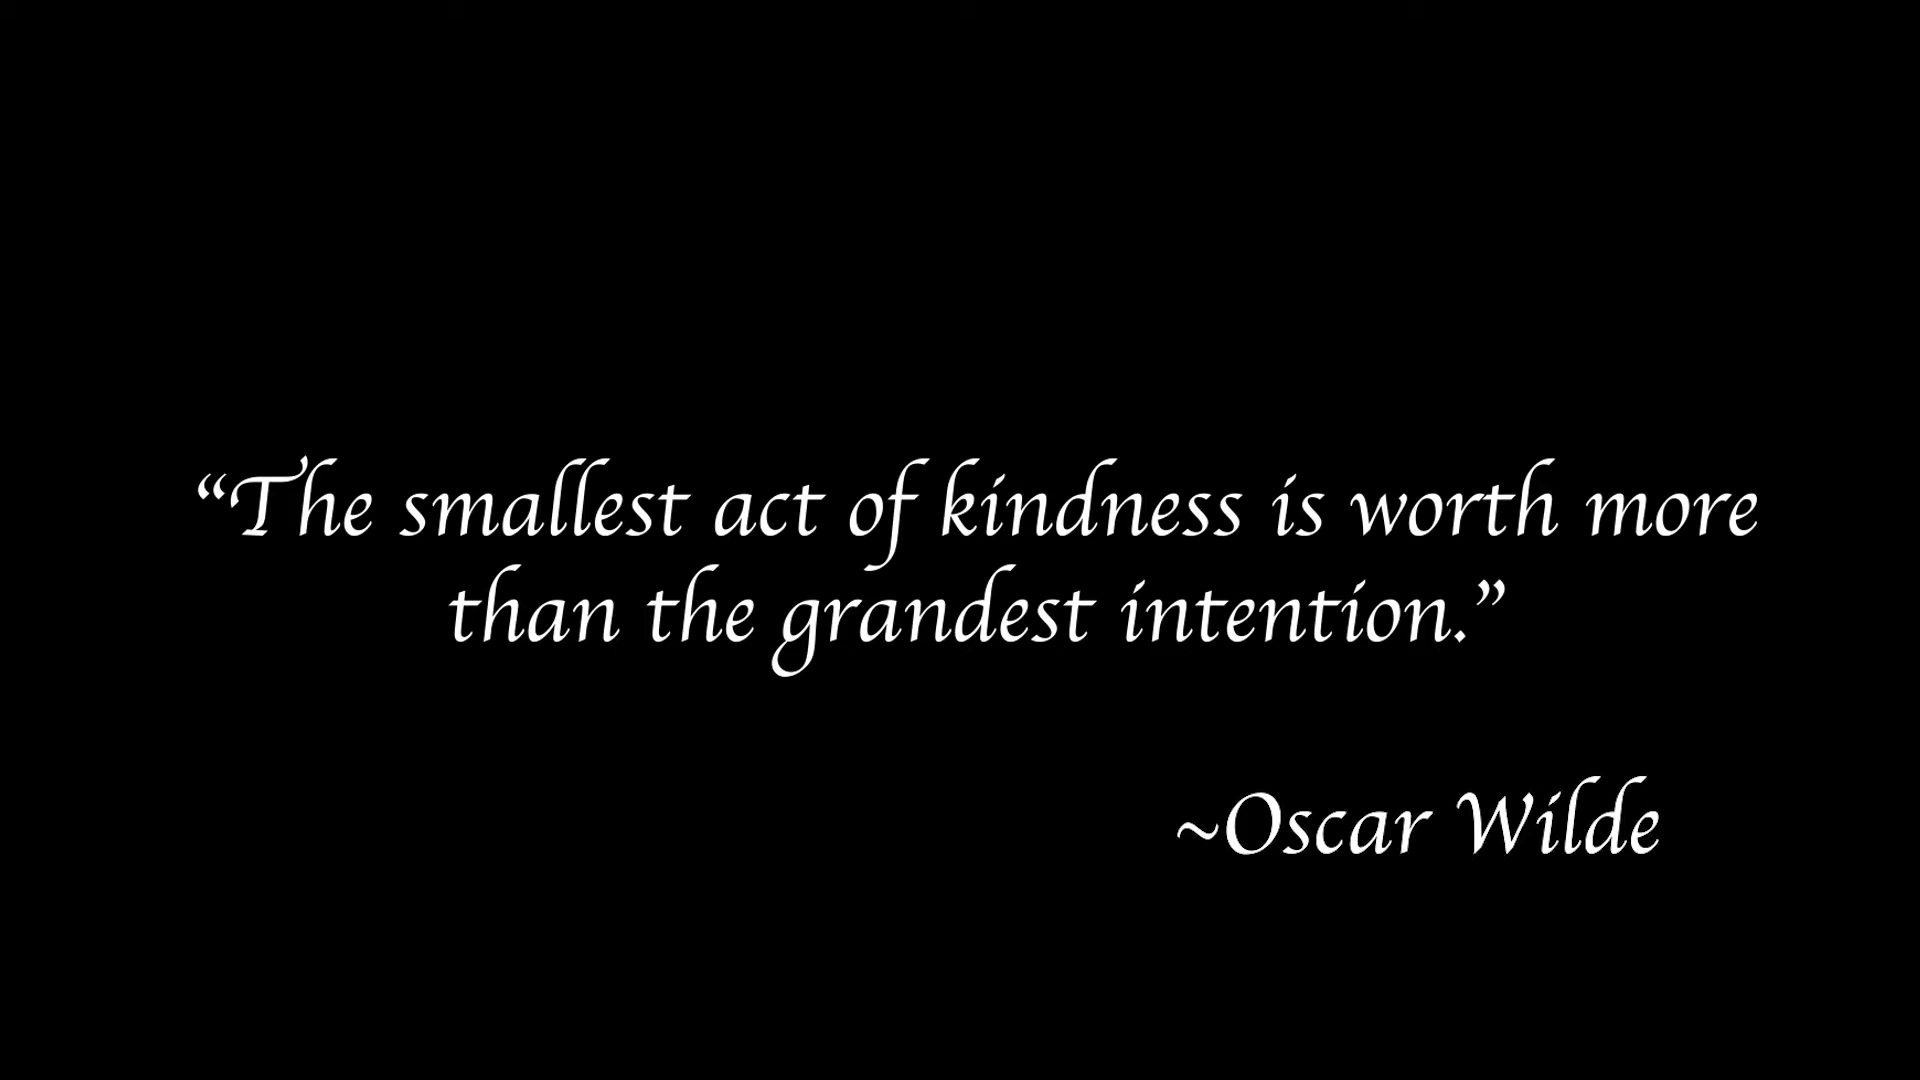 “The smallest act of kindness is worth more
than the grandest intention.”
~Oscar Wilde